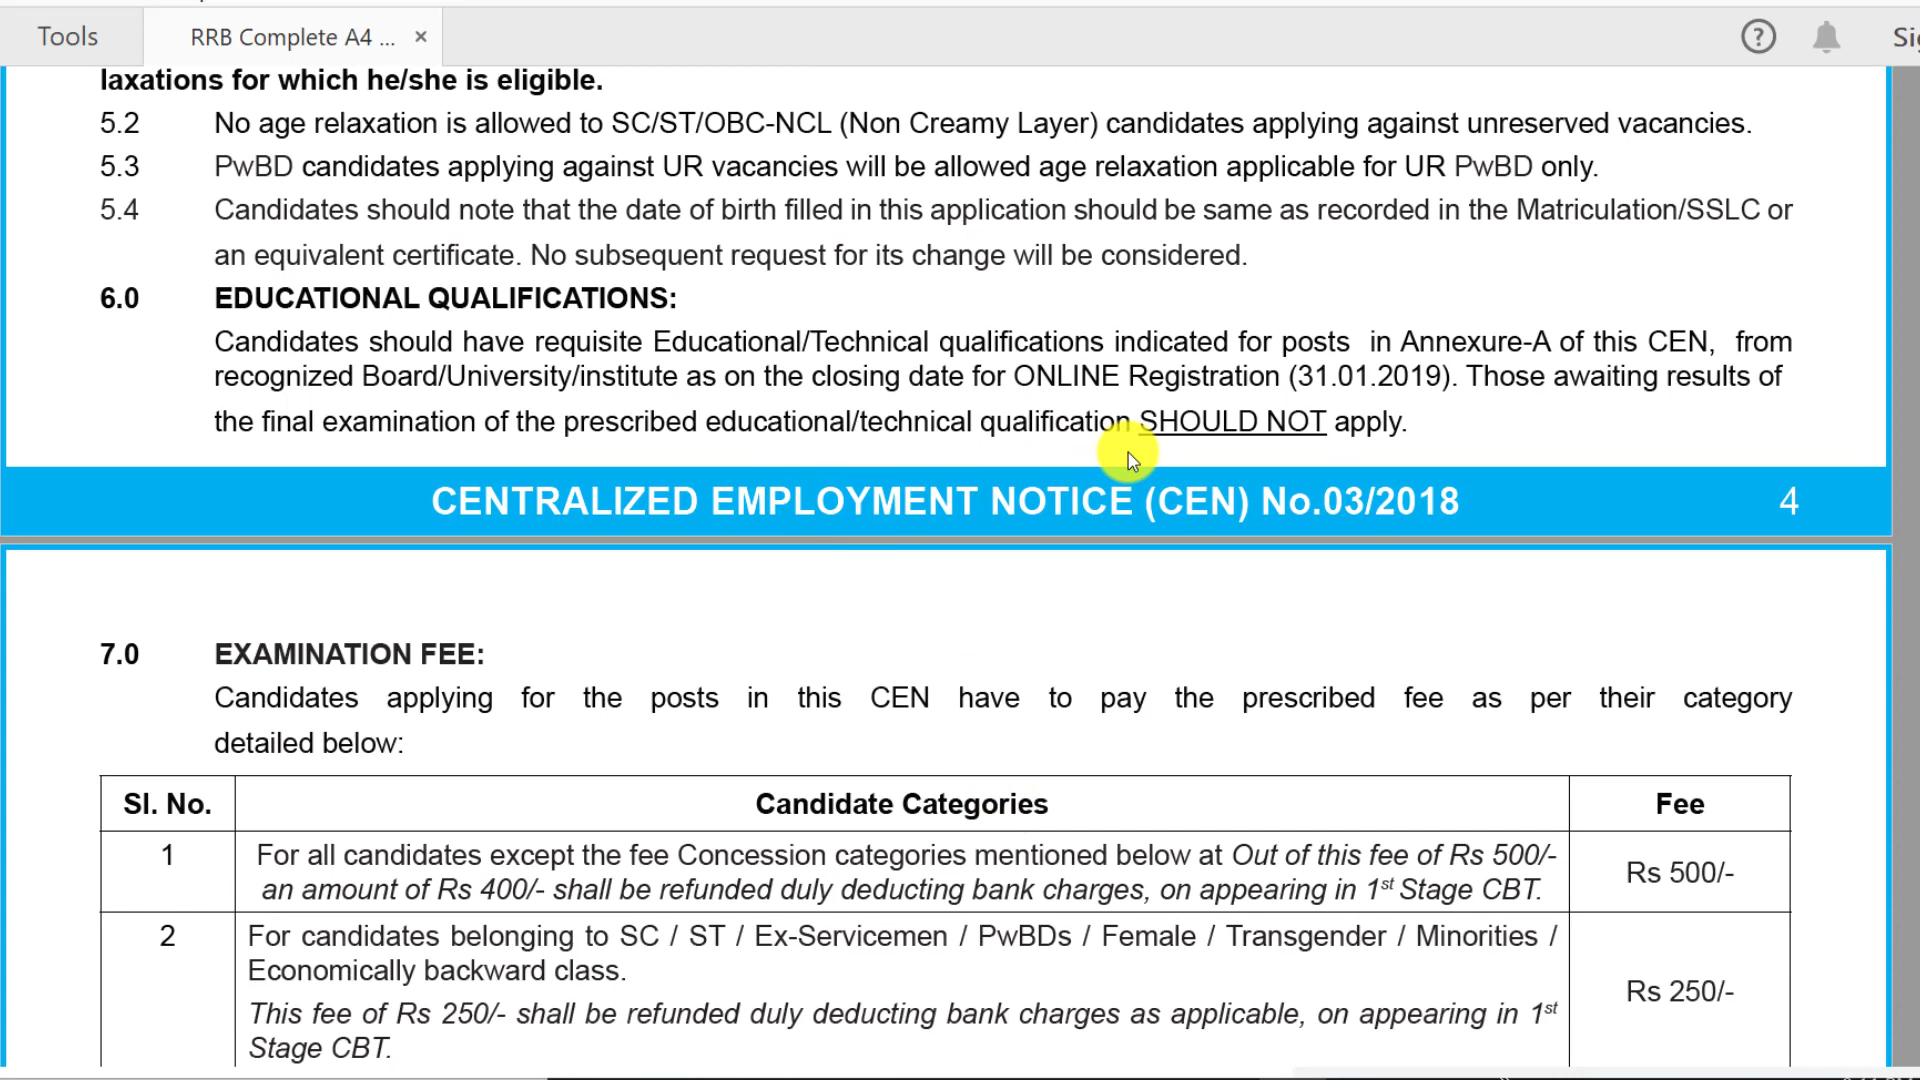 Tools
RRB Complete A4 ... ×
?
laxations for which he/she is eligible.
5.2 No age relaxation is allowed to SC/ST/OBC-NCL (Non Creamy Layer) candidates applying against unreserved vacancies.
5.3 PwBD candidates applying against UR vacancies will be allowed age relaxation applicable for UR PwBD only.
5.4 Candidates should note that the date of birth filled in this application should be same as recorded in the Matriculation/SSLC or
an equivalent certificate. No subsequent request for its change will be considered.
6.0 EDUCATIONAL QUALIFICATIONS:
Candidates should have requisite Educational/Technical qualifications indicated for posts in Annexure-A of this CEN, from
recognized Board/University/institute as on the closing date for ONLINE Registration (31.01.2019). Those awaiting results of
the final examination of the prescribed educational/technical qualification SHOULD NOT apply.
CENTRALIZED EMPLOYMENT NOTICE (CEN) No.03/2018 4
7.0 EXAMINATION FEE:
Candidates applying for the posts in this CEN have to pay the prescribed fee as per their category
detailed below:
Sl. No. Candidate Categories Fee
1 For all candidates except the fee Concession categories mentioned below at Out of this fee of Rs 500/-
an amount of Rs 400/- shall be refunded duly deducting bank charges, on appearing in 1st Stage CBT.
Rs 500/-
2 For candidates belonging to SC / ST / Ex-Servicemen / PwBDs / Female / Transgender / Minorities /
Economically backward class.
This fee of Rs 250/- shall be refunded duly deducting bank charges as applicable, on appearing in 1st
Stage CBT.
Rs 250/-